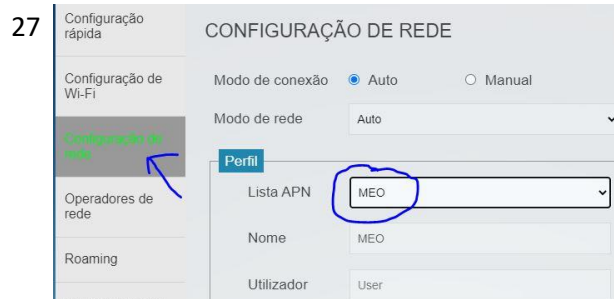 27
Configuração
rápida
CONFIGURAÇÃO DE REDE
Configuração de
Wi-Fi
Modo de conexão Auto Manual
Configuração de
rede
Modo de rede Auto
Perfil
Lista APN MEO
Operadores de
rede
Nome MEO
Roaming
Utilizador User